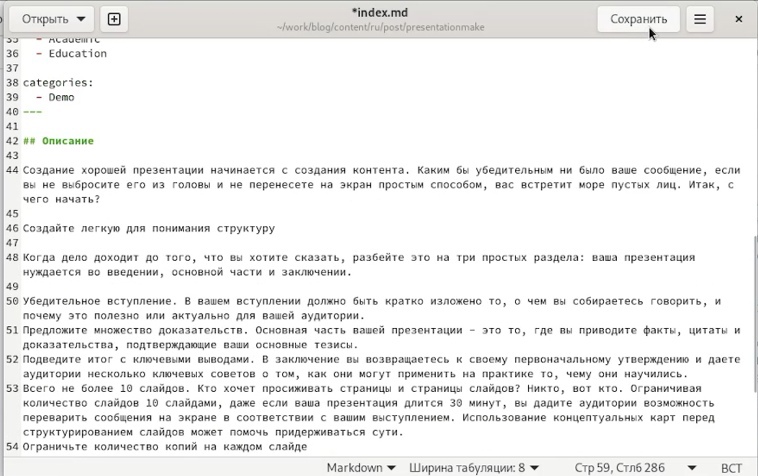 Открыть
*index.md
~/work/blog/content/ru/post/presentationmake
Сохранить
35 - Academic
36 - Education
37
38 categories:
39 - Demo
40 ---
41
42 ## Описание
43
44 Создание хорошей презентации начинается с создания контента. Каким бы убедительным ни было ваше сообщение, если
вы не выбросите его из головы и не перенесете на экран простым способом, вас встретит море пустых лиц. Итак, с
чего начать?
45
46 Создайте легкую для понимания структуру
47
48 Когда дело доходит до того, что вы хотите сказать, разбейте это на три простых раздела: ваша презентация
нуждается во введении, основной части и заключении.
49
50 Убедительное вступление. В вашем вступлении должно быть кратко изложено то, о чем вы собираетесь говорить, и
почему это полезно или актуально для вашей аудитории.
51 Предложите множество доказательств. Основная часть вашей презентации – это то, где вы приводите факты, цитаты и
доказательства, подтверждающие ваши основные тезисы.
52 Подведите итог с ключевыми выводами. В заключение вы возвращаетесь к своему первоначальному утверждению и даете
аудитории несколько ключевых советов о том, как они могут применить на практике то, чему они научились.
53 Всего не более 10 слайдов. Кто хочет просиживать страницы и страницы слайдов? Никто, вот кто. Ограничивая
количество слайдов 10 слайдами, даже если ваша презентация длится 30 минут, вы дадите аудитории возможность
переварить сообщения на экране в соответствии с вашим выступлением. Использование концептуальных карт перед
структурированием слайдов может помочь придерживаться сути.
54 Ограничьте количество копий на каждом слайде
Markdown
Ширина табуляции: 8
Стр 59, Стлб 286
ВСТ